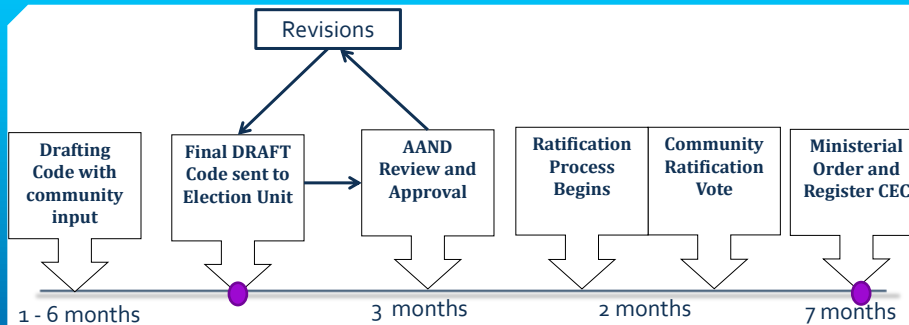 Revisions
Drafting
Code with
community
input
Final DRAFT
Code sent to
Election Unit
AAND
Review and
Approval
Ratification
Process
Begins
Community
Ratification
Vote
Ministerial
Order and
Register CEC
1 - 6 months
3 months
2 months
7 months